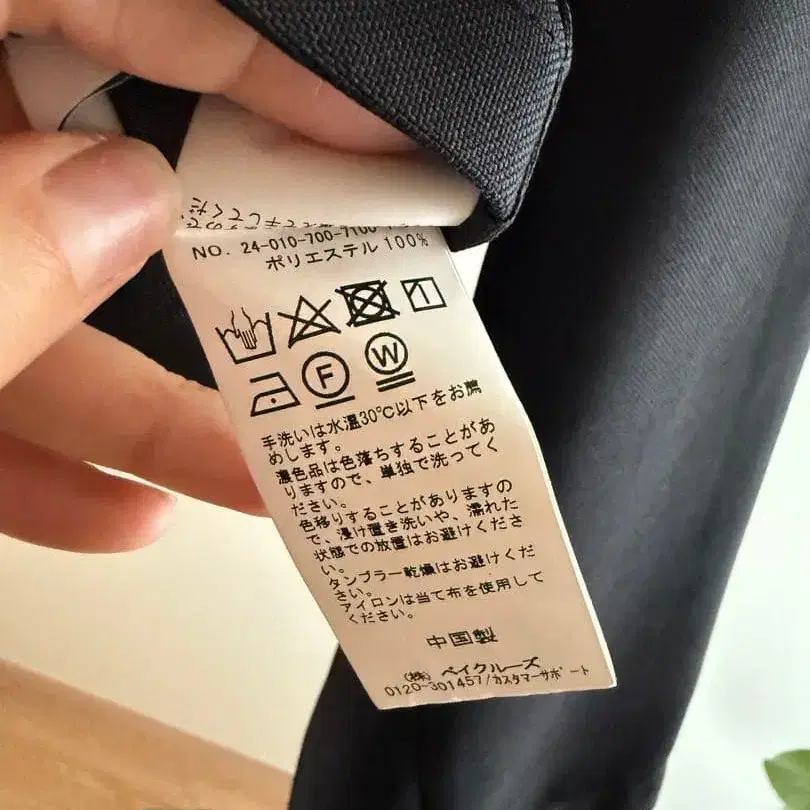 NO. 24-010-700-7100
ポリエステル 100%
F
W
手洗いは水温30℃以下をお薦
めします。
濃色品は色落ちすることがあ
りますので、単独で洗ってく
ださい。
色移りすることがありますの
で、浸け置き洗いや、濡れた
状態での放置はお避けくださ
い。
タンブラー乾燥はお避けくだ
さい。
アイロンは当て布を使用して
ください。
中国製
(株) ベイクルーズ
0120-301457/カスタマーサポート